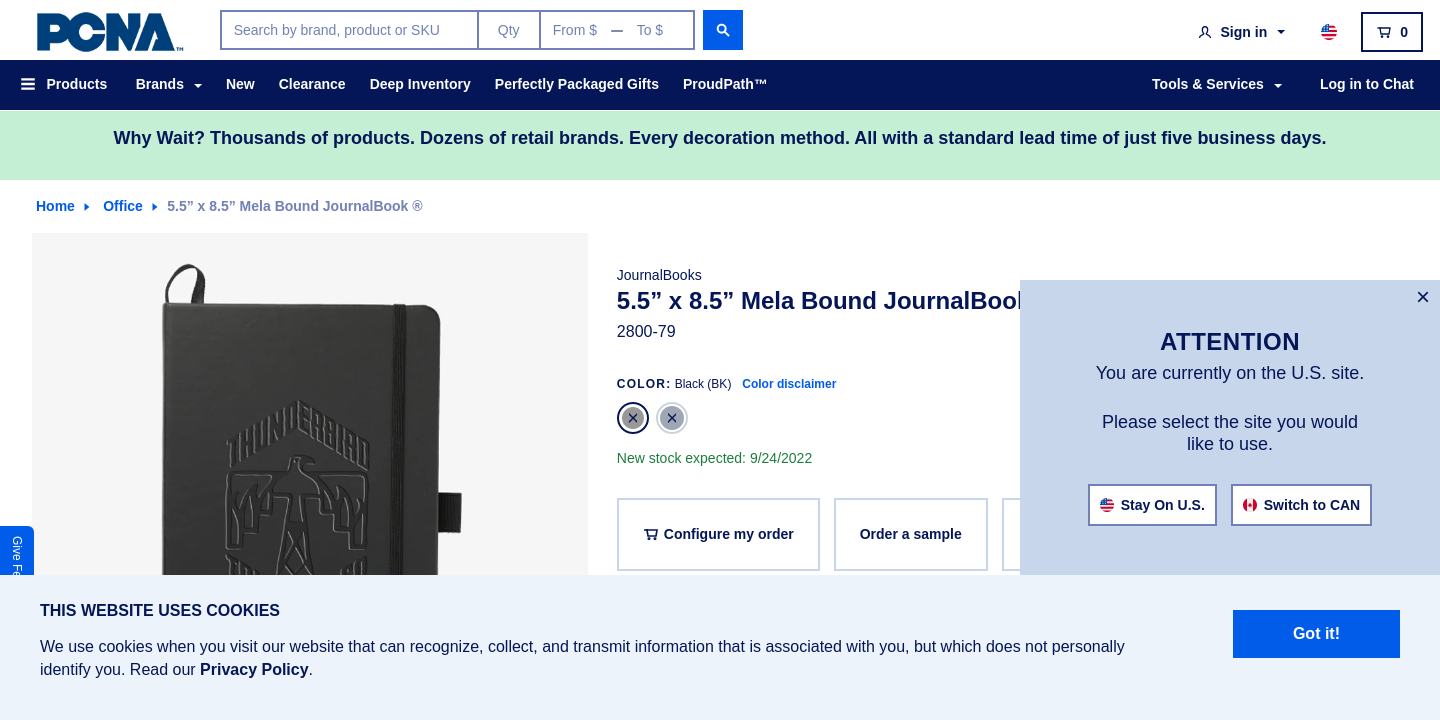 PCNA™
Search by brand, product or SKU
Qty
From $ — To $
Sign in
0
Products
Brands
New
Clearance
Deep Inventory
Perfectly Packaged Gifts
ProudPath™
Tools & Services
Log in to Chat
Why Wait? Thousands of products. Dozens of retail brands. Every decoration method. All with a standard lead time of just five business days.
Home
Office
5.5” x 8.5” Mela Bound JournalBook ®
THUNDERBIRD
JournalBooks
5.5” x 8.5” Mela Bound JournalBook
2800-79
COLOR: Black (BK) Color disclaimer
New stock expected: 9/24/2022
Configure my order
Order a sample
×
ATTENTION
You are currently on the U.S. site.
Please select the site you would
like to use.
Stay On U.S.
Switch to CAN
Give Fe
THIS WEBSITE USES COOKIES
We use cookies when you visit our website that can recognize, collect, and transmit information that is associated with you, but which does not personally
identify you. Read our Privacy Policy.
Got it!